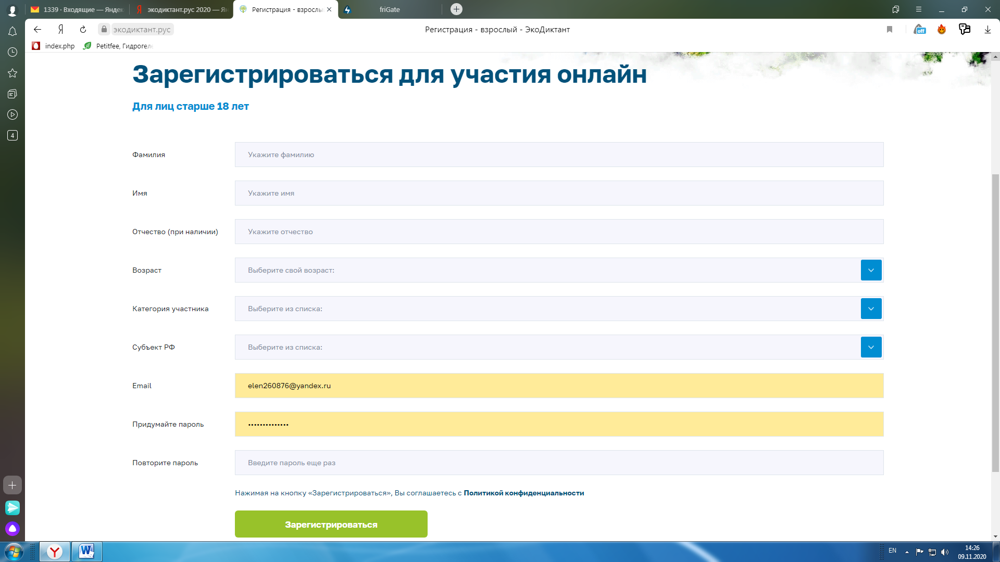 1339 · Входящие — Яндек
экодиктант.рус 2020 — Ян
Регистрация - взрослы
friGate
экодиктант.рус
Регистрация - взрослый - ЭкоДиктант
off
index.php
Petitfee, Гидрогеле
4
Зарегистрироваться для участия онлайн
Для лиц старше 18 лет
Фамилия
Укажите фамилию
Имя
Укажите имя
Отчество (при наличии)
Укажите отчество
Возраст
Выберите свой возраст:
Категория участника
Выберите из списка:
Субъект РФ
Выберите из списка:
Email
elen260876@yandex.ru
Придумайте пароль
••••••••••••••
Повторите пароль
Введите пароль еще раз
Нажимая на кнопку «Зарегистрироваться», Вы соглашаетесь с Политикой конфиденциальности
Зарегистрироваться
EN
14:26
09.11.2020